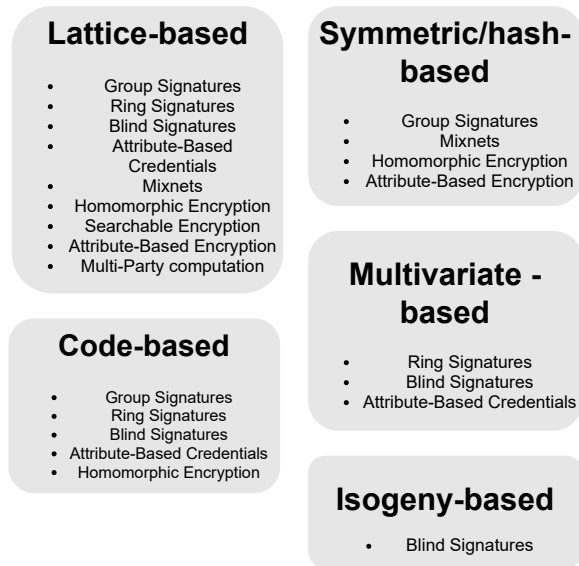 Lattice-based
• Group Signatures
• Ring Signatures
• Blind Signatures
• Attribute-Based
Credentials
• Mixnets
• Homomorphic Encryption
• Searchable Encryption
• Attribute-Based Encryption
• Multi-Party computation
Code-based
• Group Signatures
• Ring Signatures
• Blind Signatures
• Attribute-Based Credentials
• Homomorphic Encryption
Symmetric/hash-
based
• Group Signatures
• Mixnets
• Homomorphic Encryption
• Attribute-Based Encryption
Multivariate -
based
• Ring Signatures
• Blind Signatures
• Attribute-Based Credentials
Isogeny-based
• Blind Signatures